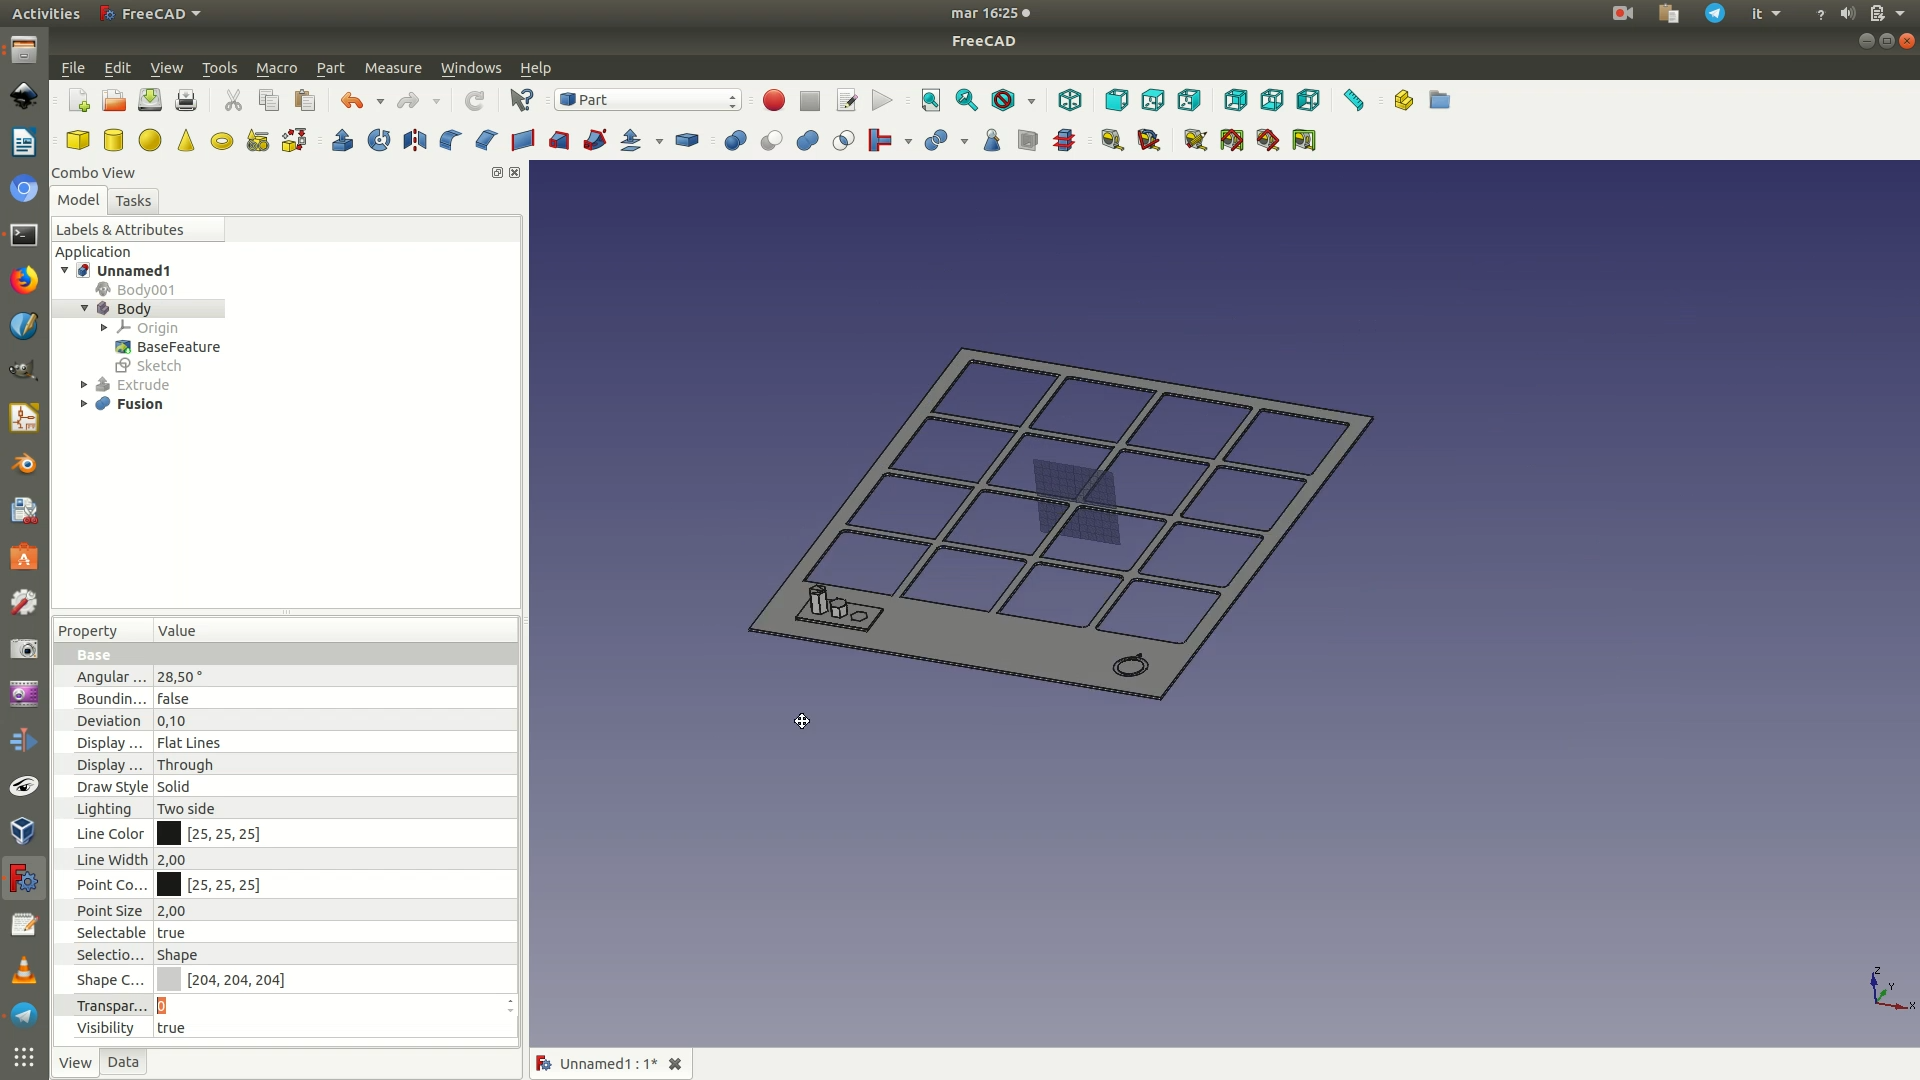 Activities FreeCAD mar 16:25 it ?
FreeCAD
File Edit View Tools Macro Part Measure Windows Help
Part
Combo View
Model Tasks
Labels & Attributes
Application
Unnamed1
Body001
Body
Origin
BaseFeature
Sketch
Extrude
Fusion
Property Value
Base
Angular ... 28,50 °
Boundin... false
Deviation 0,10
Display ... Flat Lines
Display ... Through
Draw Style Solid
Lighting Two side
Line Color [25, 25, 25]
Line Width 2,00
Point Co... [25, 25, 25]
Point Size 2,00
Selectable true
Selectio... Shape
Shape C... [204, 204, 204]
Transpar... 0
Visibility true
View Data
Unnamed1 : 1*
Z
Y
X